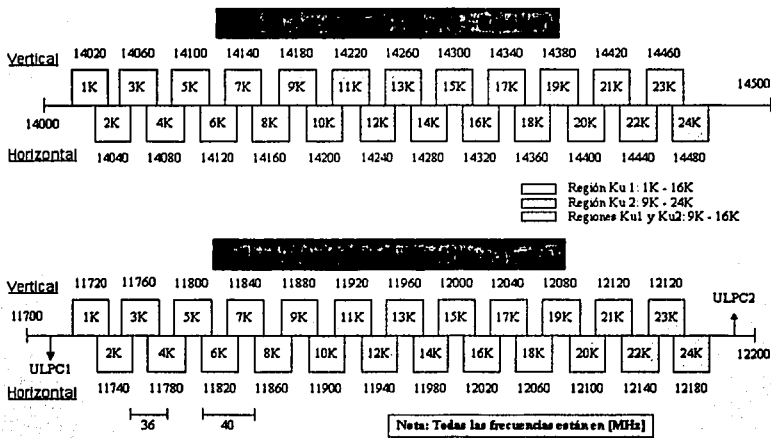 14020 14060 14100 14140 14180 14220 14260 14300 14340 14380 14420 14460
Vertical
1K 3K 5K 7K 9K 11K 13K 15K 17K 19K 21K 23K
14000 14500
2K 4K 6K 8K 10K 12K 14K 16K 18K 20K 22K 24K
Horizontal
14040 14080 14120 14160 14200 14240 14280 14320 14360 14400 14440 14480
Región Ku 1: 1K - 16K
Región Ku 2: 9K - 24K
Regiones Ku1 y Ku2: 9K - 16K
11720 11760 11800 11840 11880 11920 11960 12000 12040 12080 12120 12120
Vertical
ULPC2
11700
1K 3K 5K 7K 9K 11K 13K 15K 17K 19K 21K 23K
12200
2K 4K 6K 8K 10K 12K 14K 16K 18K 20K 22K 24K
ULPC1
Horizontal
11740 11780 11820 11860 11900 11940 11980 12020 12060 12100 12140 12180
36 40
Nota: Todas las frecuencias están en [MHz]